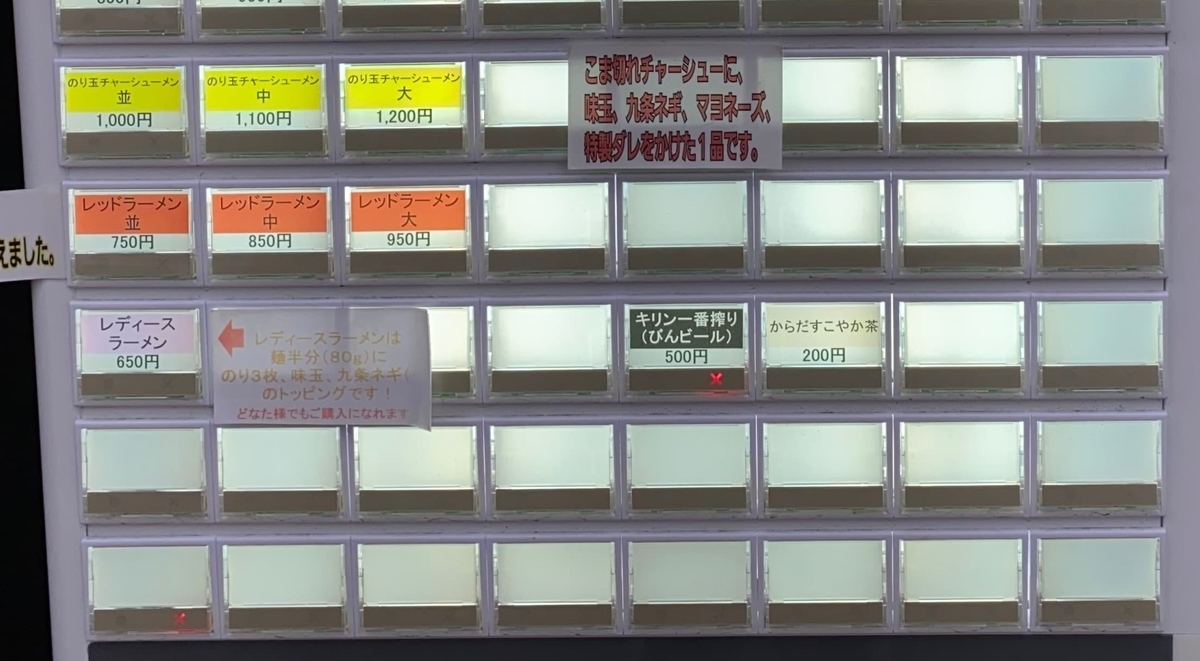 のり玉チャーシューメン
並
1,000円
のり玉チャーシューメン
中
1,100円
のり玉チャーシューメン
大
1,200円
こま切れチャーシューに、
味玉、九条ネギ、マヨネーズ、
特製ダレをかけた1品です。
えました。
レッドラーメン
並
750円
レッドラーメン
中
850円
レッドラーメン
大
950円
レディース
ラーメン
650円
レディースラーメンは
麺半分(80g)に
のり3枚、味玉、九条ネギ(
のトッピングです!
どなた様でもご購入になれます
キリン一番搾り
(びんビール)
500円
からだすこやか茶
200円